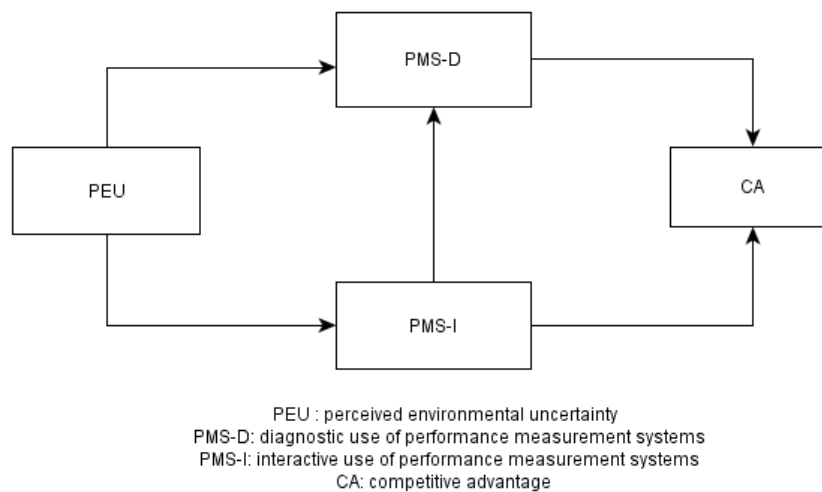 PMS-D
PEU
CA
PMS-I
PEU : perceived environmental uncertainty
PMS-D: diagnostic use of performance measurement systems
PMS-I: interactive use of performance measurement systems
CA: competitive advantage